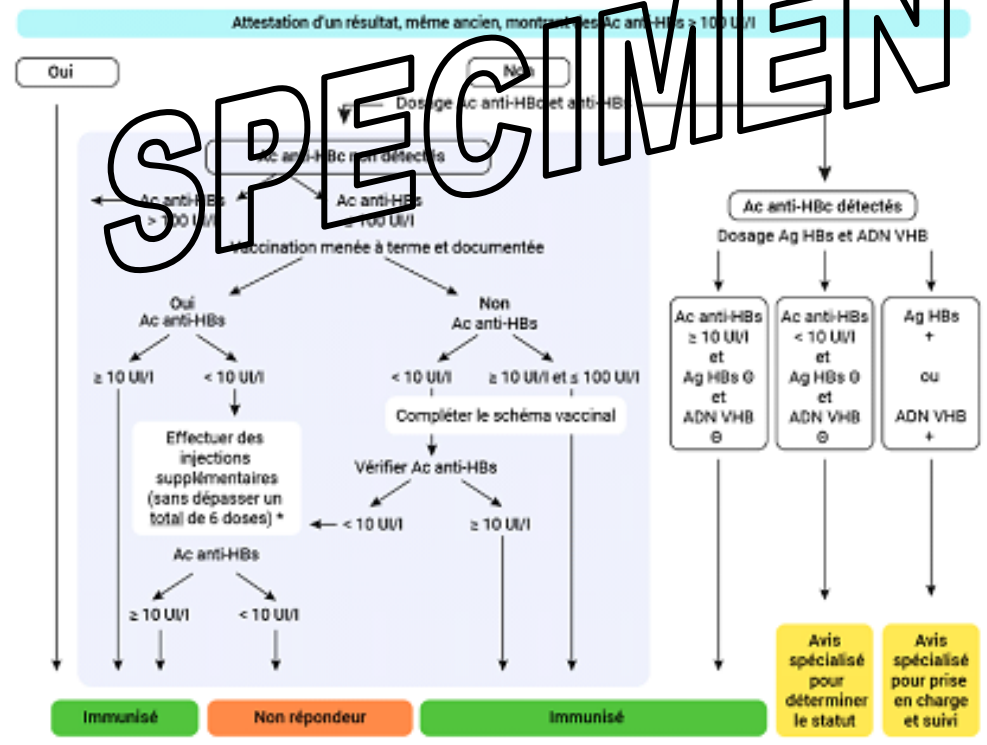 Attestation d'un résultat, même ancien, montrant des Ac anti-HBs ≥ 100 UI/l
Oui
Non
Dosage Ac anti-HBc et anti-HBs
SPECIMEN
Ac anti-HBc non détectés
Ac anti-HBs
> 100 UI/l
Ac anti-HBs
100 UI/l
Vaccination menée à terme et documentée
Oui
Ac anti-HBs
Non
Ac anti-HBs
≥ 10 UI/l
< 10 UI/l
< 10 UI/l
≥ 10 UI/l et ≤ 100 UI/l
Effectuer des
injections
supplémentaires
(sans dépasser un
total de 6 doses) *
Compléter le schéma vaccinal
Vérifier Ac anti-HBs
< 10 UI/l
≥ 10 UI/l
Ac anti-HBs
≥ 10 UI/l
< 10 UI/l
Ac anti-HBc détectés
Dosage Ag HBs et ADN VHB
Ac anti-HBs
≥ 10 UI/l
et
Ag HBs ⊖
et
ADN VHB
⊖
Ac anti-HBs
< 10 UI/l
et
Ag HBs ⊖
et
ADN VHB
⊖
Ag HBs
+
ou
ADN VHB
+
Immunisé
Non répondeur
Immunisé
Avis
spécialisé
pour
déterminer
le statut
Avis
spécialisé
pour prise
en charge
et suivi